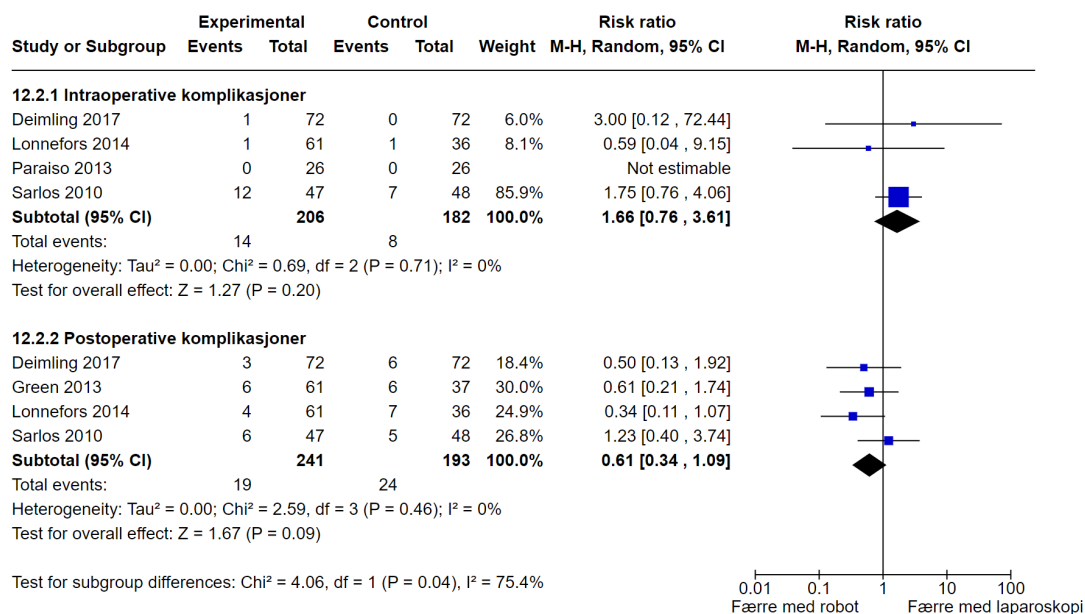 Experimental Control Risk ratio Risk ratio
Study or Subgroup Events Total Events Total Weight M-H, Random, 95% CI M-H, Random, 95% CI
12.2.1 Intraoperative komplikasjoner
Deimling 2017 1 72 0 72 6.0% 3.00 [0.12 , 72.44]
Lonnefors 2014 1 61 1 36 8.1% 0.59 [0.04 , 9.15]
Paraiso 2013 0 26 0 26 Not estimable
Sarlos 2010 12 47 7 48 85.9% 1.75 [0.76 , 4.06]
Subtotal (95% CI) 206 182 100.0% 1.66 [0.76 , 3.61]
Total events: 14 8
Heterogeneity: Tau² = 0.00; Chi² = 0.69, df = 2 (P = 0.71); I² = 0%
Test for overall effect: Z = 1.27 (P = 0.20)
12.2.2 Postoperative komplikasjoner
Deimling 2017 3 72 6 72 18.4% 0.50 [0.13 , 1.92]
Green 2013 6 61 6 37 30.0% 0.61 [0.21 , 1.74]
Lonnefors 2014 4 61 7 36 24.9% 0.34 [0.11 , 1.07]
Sarlos 2010 6 47 5 48 26.8% 1.23 [0.40 , 3.74]
Subtotal (95% CI) 241 193 100.0% 0.61 [0.34 , 1.09]
Total events: 19 24
Heterogeneity: Tau² = 0.00; Chi² = 2.59, df = 3 (P = 0.46); I² = 0%
Test for overall effect: Z = 1.67 (P = 0.09)
Test for subgroup differences: Chi² = 4.06, df = 1 (P = 0.04), I² = 75.4%
0.01 0.1 1 10 100
Færre med robot Færre med laparoskopi